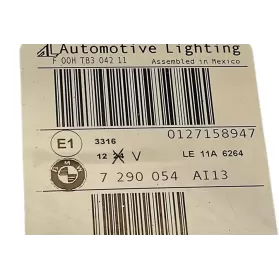 AL Automotive Lighting
F 00H TB3 042 11 Assembled in Mexico
E1 3316 0127158947
12 V LE 11A 6264
BMW 7 290 054 AI13